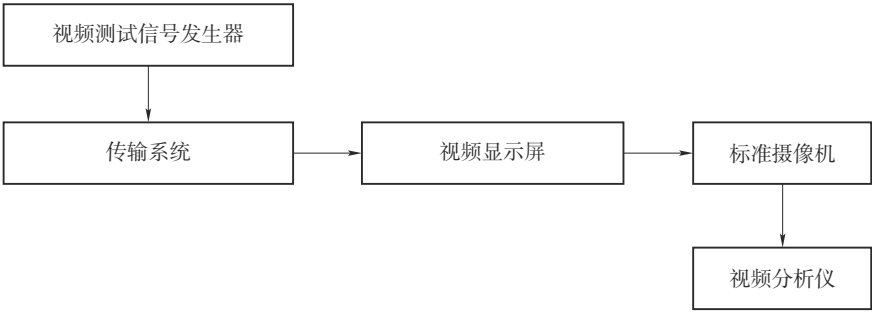 视频测试信号发生器
传输系统
视频显示屏
标准摄像机
视频分析仪